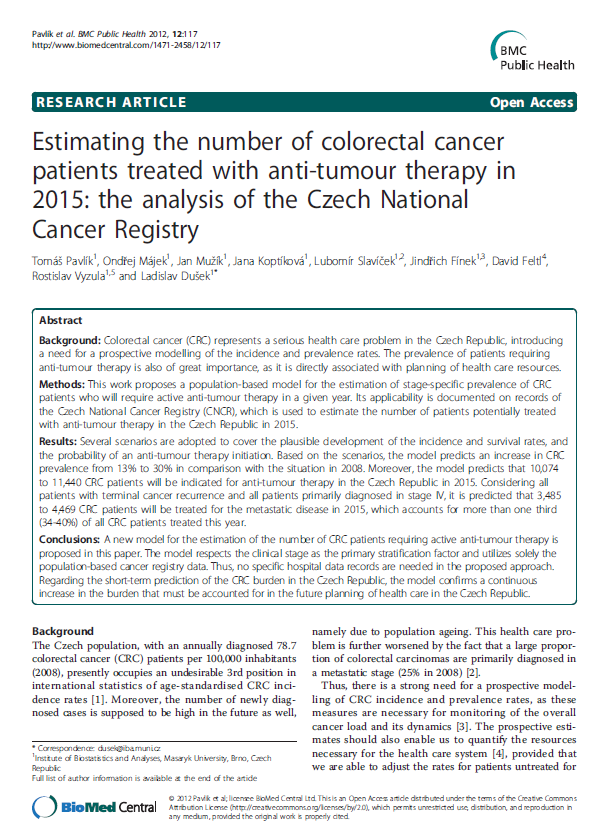 Pavlík et al. BMC Public Health 2012, 12:117
http://www.biomedcentral.com/1471-2458/12/117
BMC
Public Health
RESEARCH ARTICLE
Open Access
Estimating the number of colorectal cancer
patients treated with anti-tumour therapy in
2015: the analysis of the Czech National
Cancer Registry
Tomáš Pavlík1, Ondřej Májek1, Jan Mužík1, Jana Koptíková1, Lubomír Slavíček1,2, Jindřich Fínek1,3, David Feltl4,
Rostislav Vyzula1,5 and Ladislav Dušek1*
Abstract
Background: Colorectal cancer (CRC) represents a serious health care problem in the Czech Republic, introducing
a need for a prospective modelling of the incidence and prevalence rates. The prevalence of patients requiring
anti-tumour therapy is also of great importance, as it is directly associated with planning of health care resources.
Methods: This work proposes a population-based model for the estimation of stage-specific prevalence of CRC
patients who will require active anti-tumour therapy in a given year. Its applicability is documented on records of
the Czech National Cancer Registry (CNCR), which is used to estimate the number of patients potentially treated
with anti-tumour therapy in the Czech Republic in 2015.
Results: Several scenarios are adopted to cover the plausible development of the incidence and survival rates, and
the probability of an anti-tumour therapy initiation. Based on the scenarios, the model predicts an increase in CRC
prevalence from 13% to 30% in comparison with the situation in 2008. Moreover, the model predicts that 10,074
to 11,440 CRC patients will be indicated for anti-tumour therapy in the Czech Republic in 2015. Considering all
patients with terminal cancer recurrence and all patients primarily diagnosed in stage IV, it is predicted that 3,485
to 4,469 CRC patients will be treated for the metastatic disease in 2015, which accounts for more than one third
(34-40%) of all CRC patients treated this year.
Conclusions: A new model for the estimation of the number of CRC patients requiring active anti-tumour therapy is
proposed in this paper. The model respects the clinical stage as the primary stratification factor and utilizes solely the
population-based cancer registry data. Thus, no specific hospital data records are needed in the proposed approach.
Regarding the short-term prediction of the CRC burden in the Czech Republic, the model confirms a continuous
increase in the burden that must be accounted for in the future planning of health care in the Czech Republic.
Background
The Czech population, with an annually diagnosed 78.7
colorectal cancer (CRC) patients per 100,000 inhabitants
(2008), presently occupies an undesirable 3rd position in
international statistics of age-standardised CRC inci-
dence rates [1]. Moreover, the number of newly diag-
nosed cases is supposed to be high in the future as well,
namely due to population ageing. This health care pro-
blem is further worsened by the fact that a large propor-
tion of colorectal carcinomas are primarily diagnosed in
a metastatic stage (25% in 2008) [2].
Thus, there is a strong need for a prospective model-
ling of CRC incidence and prevalence rates, as these
measures are necessary for monitoring of the overall
cancer load and its dynamics [3]. The prospective esti-
mates should also enable us to quantify the resources
necessary for the health care system [4], provided that
we are able to adjust the rates for patients untreated for
* Correspondence: dusek@iba.muni.cz
1Institute of Biostatistics and Analyses, Masaryk University, Brno, Czech
Republic
Full list of author information is available at the end of the article
BioMed Central
© 2012 Pavlík et al; licensee BioMed Central Ltd. This is an Open Access article distributed under the terms of the Creative Commons
Attribution License (http://creativecommons.org/licenses/by/2.0), which permits unrestricted use, distribution, and reproduction in
any medium, provided the original work is properly cited.